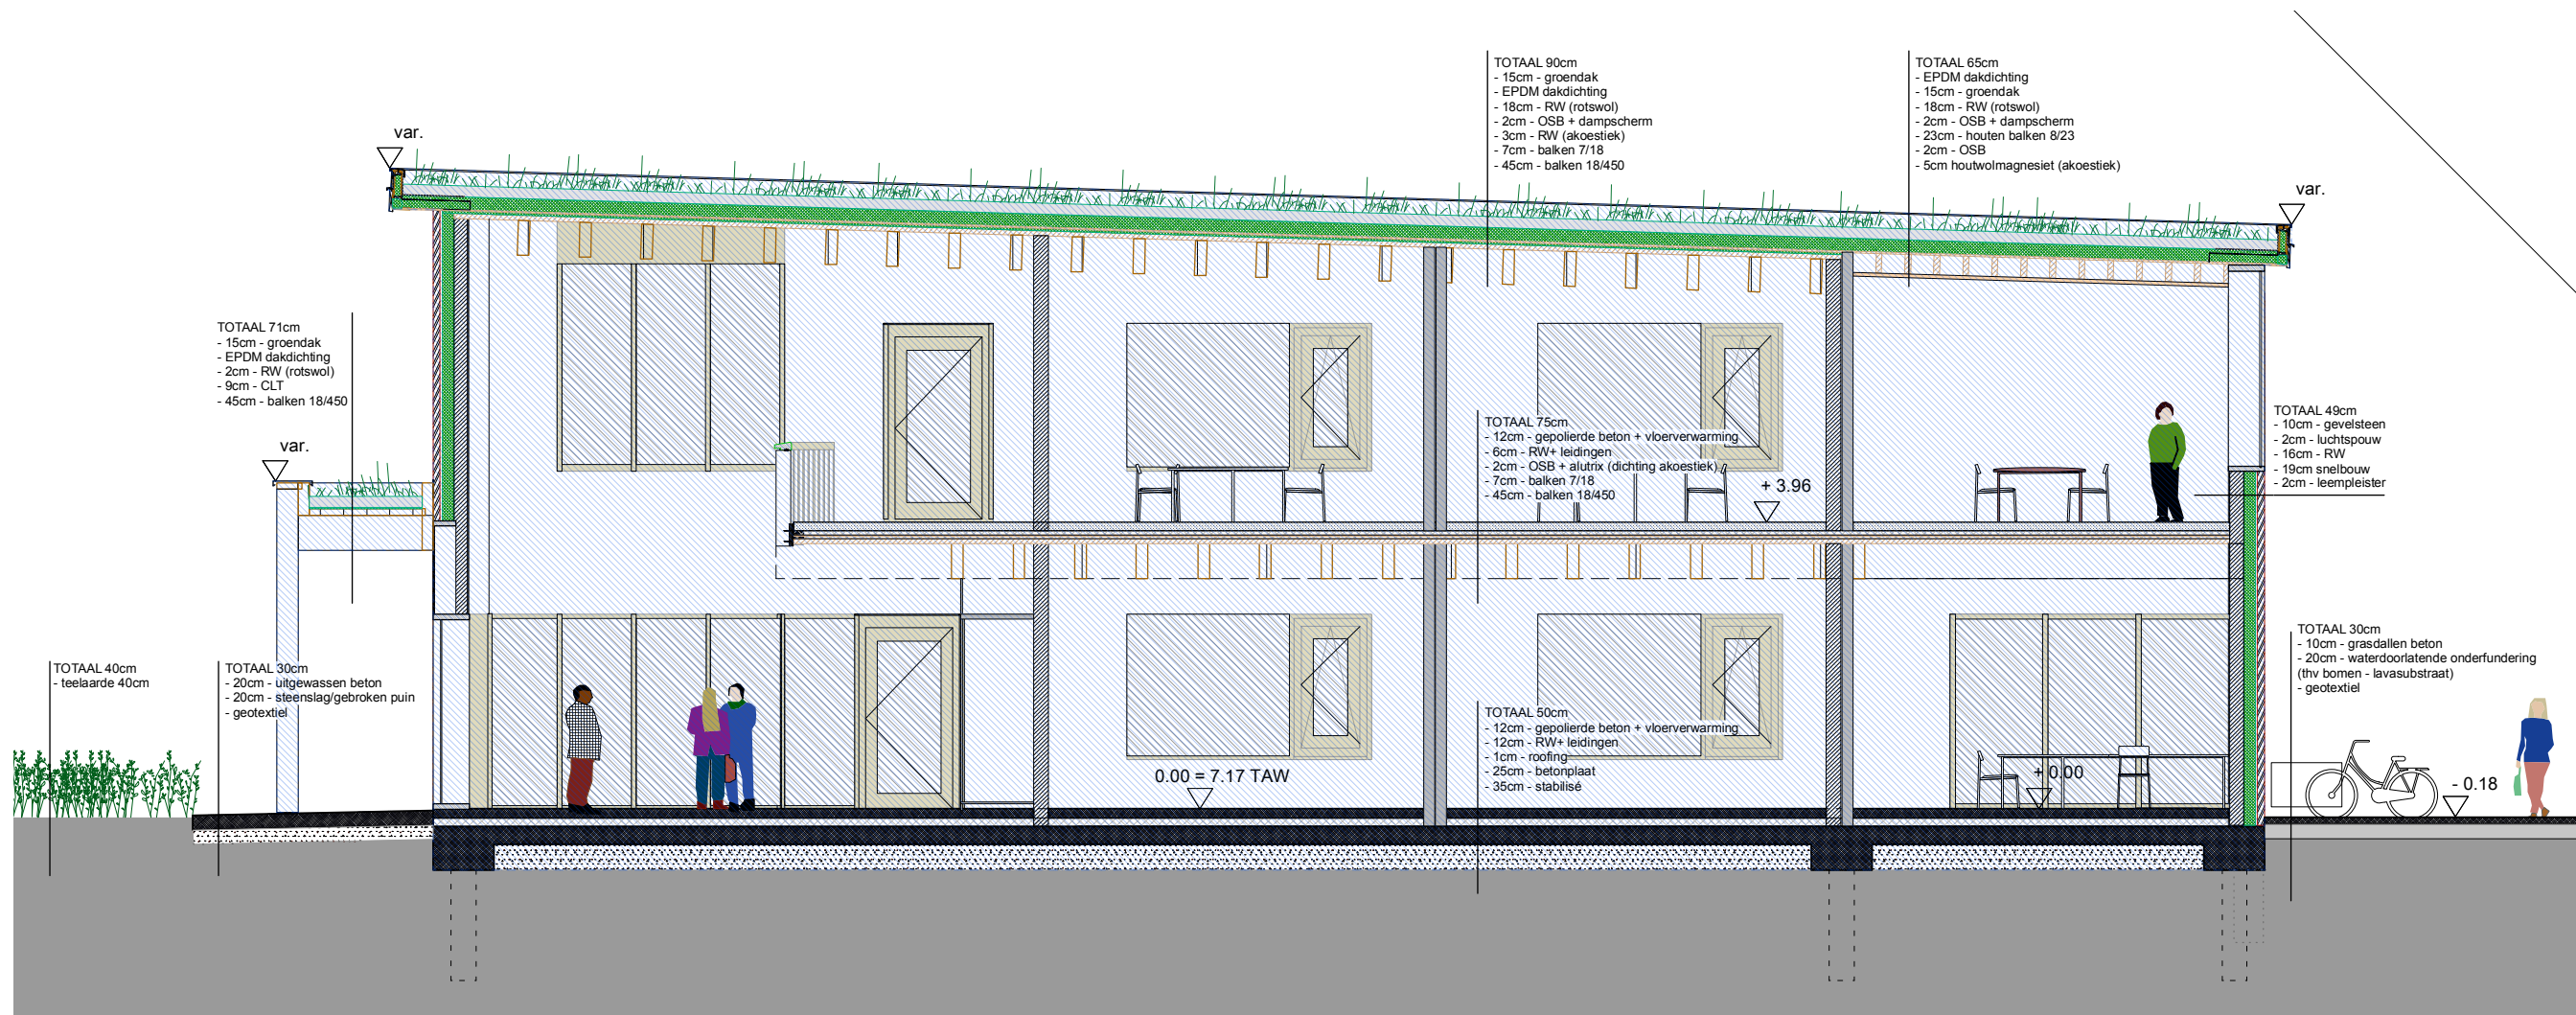 TOTAAL 90cm
- 15cm - groendak
- EPDM dakdichting
- 18cm - RW (rotswol)
- 2cm - OSB + dampscherm
- 3cm - RW (akoestiek)
- 7cm - balken 7/18
- 45cm - balken 18/450
TOTAAL 65cm
- EPDM dakdichting
- 15cm - groendak
- 18cm - RW (rotswol)
- 2cm - OSB + dampscherm
- 23cm - houten balken 8/23
- 2cm - OSB
- 5cm houtwolmagnesiet (akoestiek)
var.
var.
TOTAAL 71cm
- 15cm - groendak
- EPDM dakdichting
- 2cm - RW (rotswol)
- 9cm - CLT
- 45cm - balken 18/450
var.
TOTAAL 75cm
- 12cm - gepolierde beton + vloerverwarming
- 6cm - RW+ leidingen
- 2cm - OSB + alutrix (dichting akoestiek)
- 7cm - balken 7/18
- 45cm - balken 18/450
+ 3.96
TOTAAL 49cm
- 10cm - gevelsteen
- 2cm - luchtspouw
- 16cm - RW
- 19cm snelbouw
- 2cm - leempleister
TOTAAL 40cm
- teelaarde 40cm
TOTAAL 30cm
- 20cm - uitgewassen beton
- 20cm - steenslag/gebroken puin
- geotextiel
TOTAAL 50cm
- 12cm - gepolierde beton + vloerverwarming
- 12cm - RW+ leidingen
- 1cm - roofing
- 25cm - betonplaat
- 35cm - stabilisé
0.00 = 7.17 TAW
+ 0.00
TOTAAL 30cm
- 10cm - grasdallen beton
- 20cm - waterdoorlatende onderfundering
(thv bomen - lavasubstraat)
- geotextiel
- 0.18